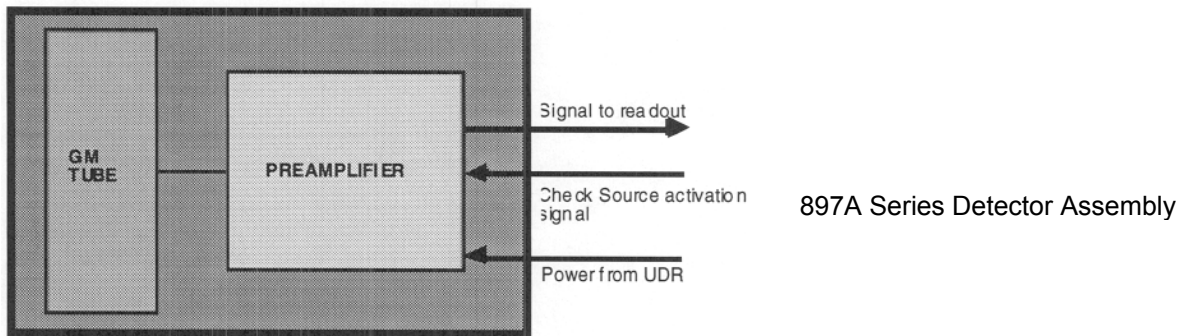 GM
TUBE
PREAMPLIFIER
Signal to readout
Check Source activation
signal
Power from UDR
897A Series Detector Assembly